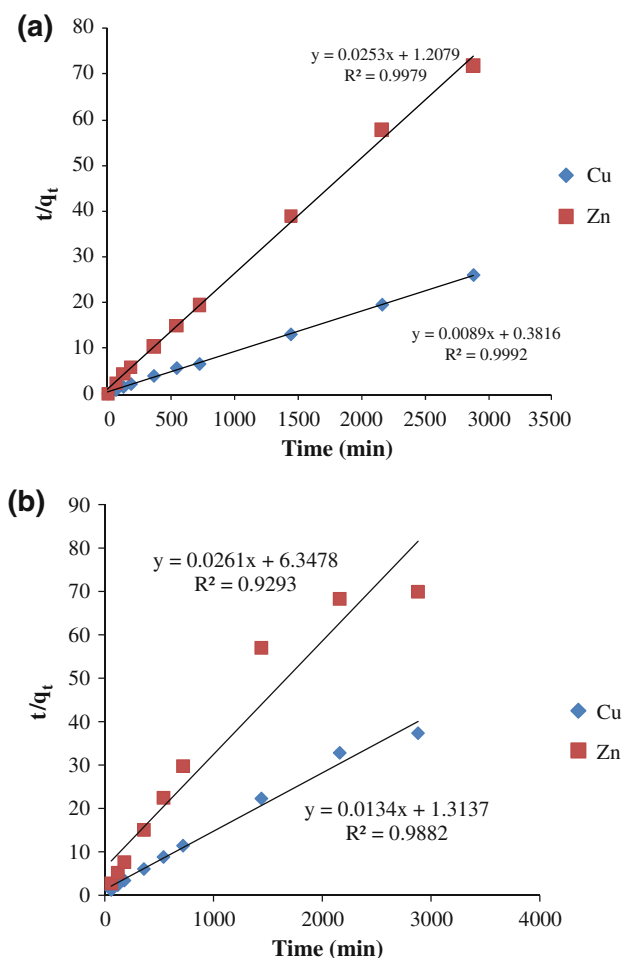 (a)
80
70
60
50
40
30
20
10
0
t/qt
y = 0.0253x + 1.2079
R² = 0.9979
Cu
Zn
y = 0.0089x + 0.3816
R² = 0.9992
0 500 1000 1500 2000 2500 3000 3500
Time (min)
(b)
90
80
70
60
50
40
30
20
10
0
t/qt
y = 0.0261x + 6.3478
R² = 0.9293
Cu
Zn
y = 0.0134x + 1.3137
R² = 0.9882
0 1000 2000 3000 4000
Time (min)